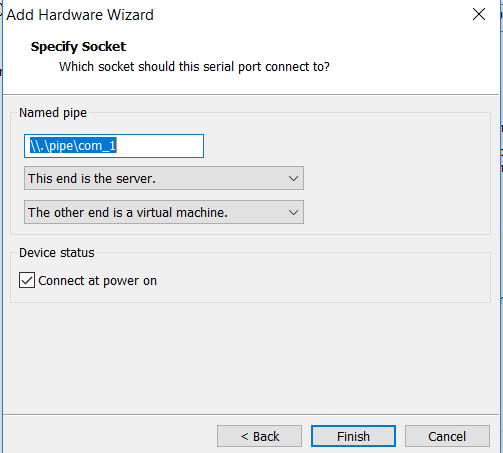 Add Hardware Wizard
Specify Socket
Which socket should this serial port connect to?
Named pipe
\\.\pipe\com_1
This end is the server.
The other end is a virtual machine.
Device status
Connect at power on
< Back
Finish
Cancel